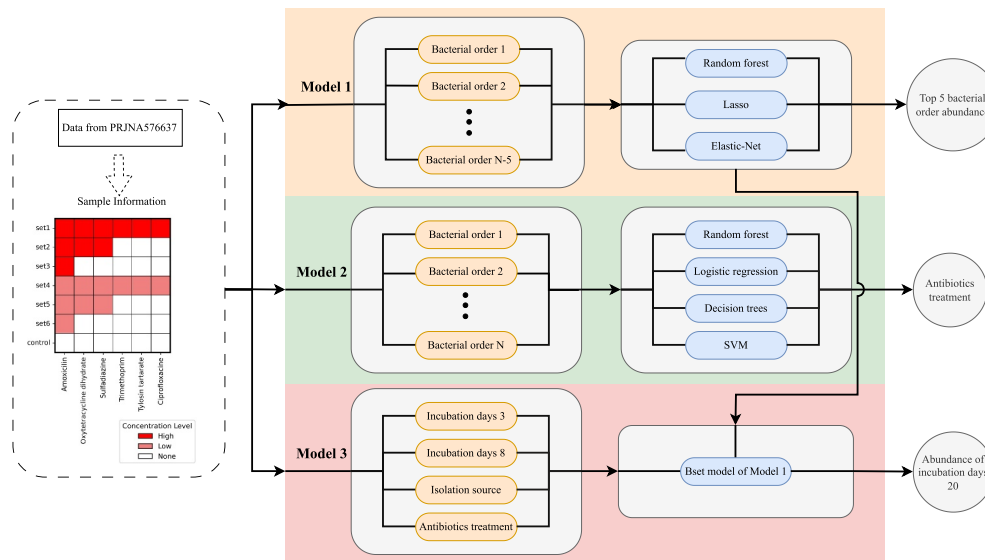 Data from PRJNA576637
Sample Information
set1
set2
set3
set4
set5
set6
control
Amoxicilin
Oxytetracycline dihydrate
Sulfadiazine
Trimethoprim
Tylosin tartarate
Ciprofloxacine
Concentration Level
High
Low
None
Model 1
Bacterial order 1
Bacterial order 2
Bacterial order N-5
Random forest
Lasso
Elastic-Net
Top 5 bacterial
order abundance
Model 2
Bacterial order 1
Bacterial order 2
Bacterial order N
Random forest
Logistic regression
Decision trees
SVM
Antibiotics
treatment
Model 3
Incubation days 3
Incubation days 8
Isolation source
Antibiotics treatment
Bset model of Model 1
Abundance of
incubation days
20